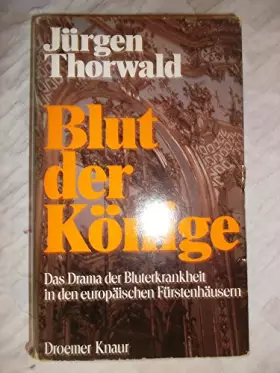 Jürgen
Thorwald
Blut
der
Könige
Das Drama der Bluterkrankheit
in den europäischen Fürstenhäusern
Droemer Knaur